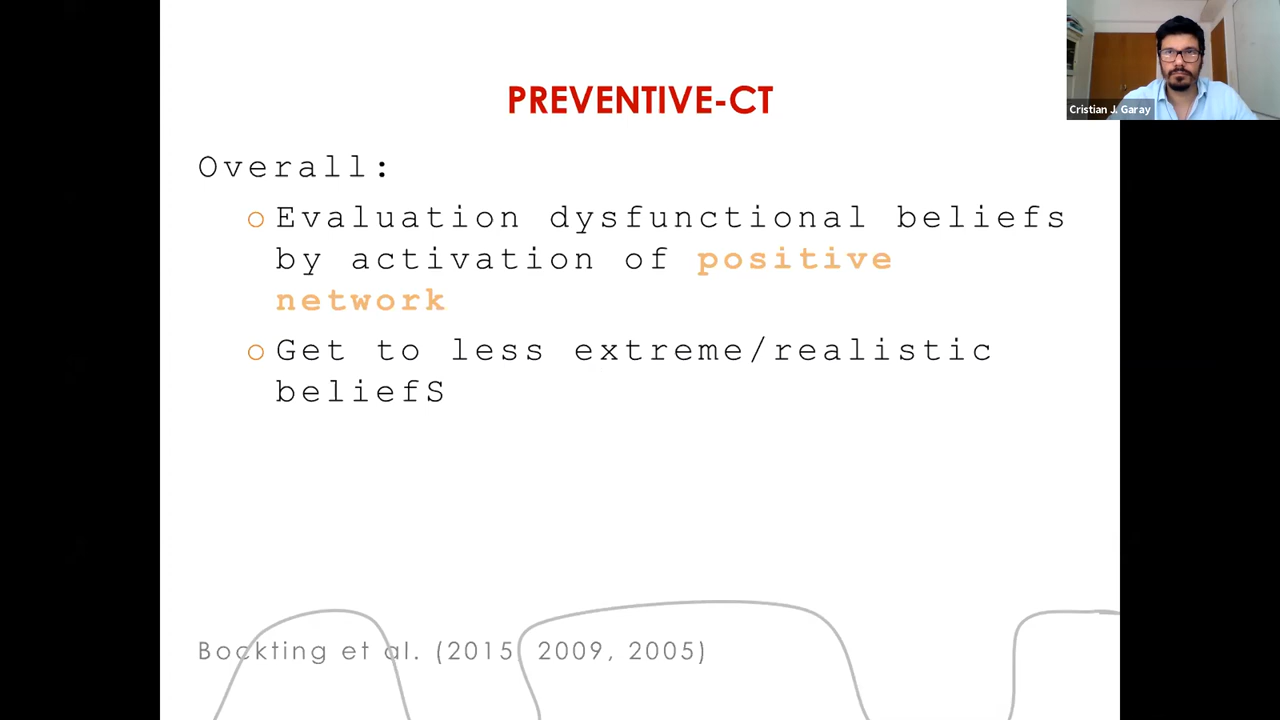 PREVENTIVE-CT
Cristian J. Garay
Overall:
Evaluation dysfunctional beliefs
by activation of positive
network
Get to less extreme/realistic
beliefS
Bockting et al. (2015, 2009, 2005)